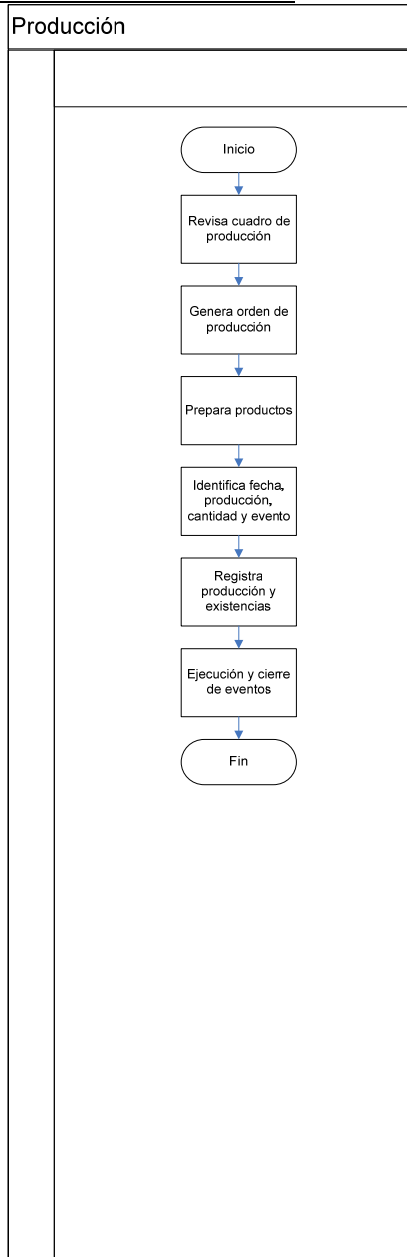 Producción
Inicio
Revisa cuadro de
producción
Genera orden de
producción
Prepara productos
Identifica fecha,
producción,
cantidad y evento
Registra
producción y
existencias
Ejecución y cierre
de eventos
Fin